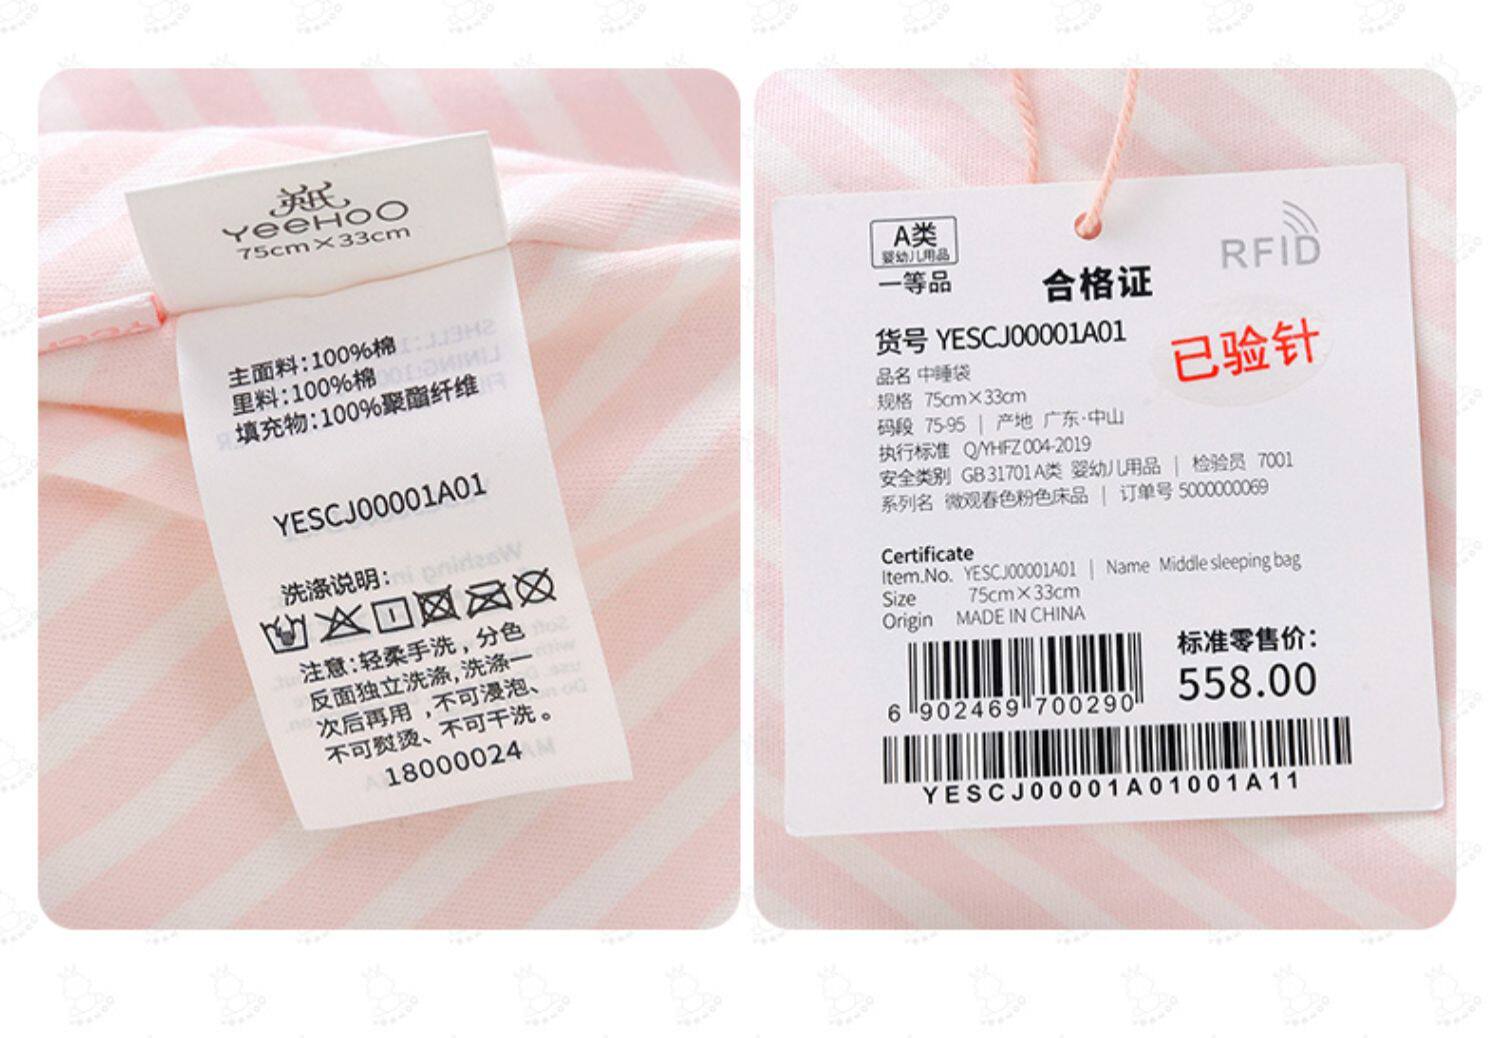 英氏
YeeHOO
75cm×33cm
主面料:100%棉
里料:100%棉
填充物:100%聚酯纤维
YESCJ00001A01
洗涤说明:
注意:轻柔手洗,分色
反面独立洗涤,洗涤一
次后再用,不可浸泡、
不可熨烫、不可干洗。
18000024
A类
婴幼儿用品
一等品
合格证
RFID
已验针
货号 YESCJ00001A01
品名 中睡袋
规格 75cm×33cm
码段 75-95 | 产地 广东·中山
执行标准 Q/YHFZ 004-2019
安全类别 GB 31701 A类 婴幼儿用品 | 检验员 7001
系列名 微观春色粉色床品 | 订单号 5000000069
Certificate
Item.No. YESCJ00001A01 | Name Middle sleeping bag
Size 75cm×33cm
Origin MADE IN CHINA
标准零售价:
558.00
6 902469 700290
YESCJ00001A01001A11